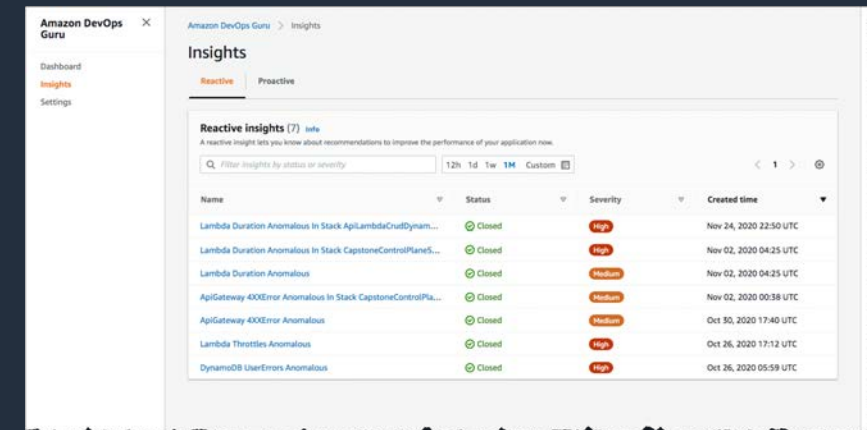 Amazon DevOps Guru
Dashboard
Insights
Settings
Amazon DevOps Guru > Insights
Insights
Reactive Proactive
Reactive insights (7) Info
A reactive insight lets you know about recommendations to improve the performance of your application now.
Filter insights by status or severity 12h 1d 1w 1M Custom 1
Name Status Severity Created time
Lambda Duration Anomalous In Stack ApiLambdaCrudDynam... Closed High Nov 24, 2020 22:50 UTC
Lambda Duration Anomalous In Stack CapstoneControlPlaneS... Closed High Nov 02, 2020 04:25 UTC
Lambda Duration Anomalous Closed Medium Nov 02, 2020 04:25 UTC
ApiGateway 4XXError Anomalous In Stack CapstoneControlPla... Closed Medium Nov 02, 2020 00:38 UTC
ApiGateway 4XXError Anomalous Closed Medium Oct 30, 2020 17:40 UTC
Lambda Throttles Anomalous Closed High Oct 26, 2020 17:12 UTC
DynamoDB UserErrors Anomalous Closed High Oct 26, 2020 05:59 UTC